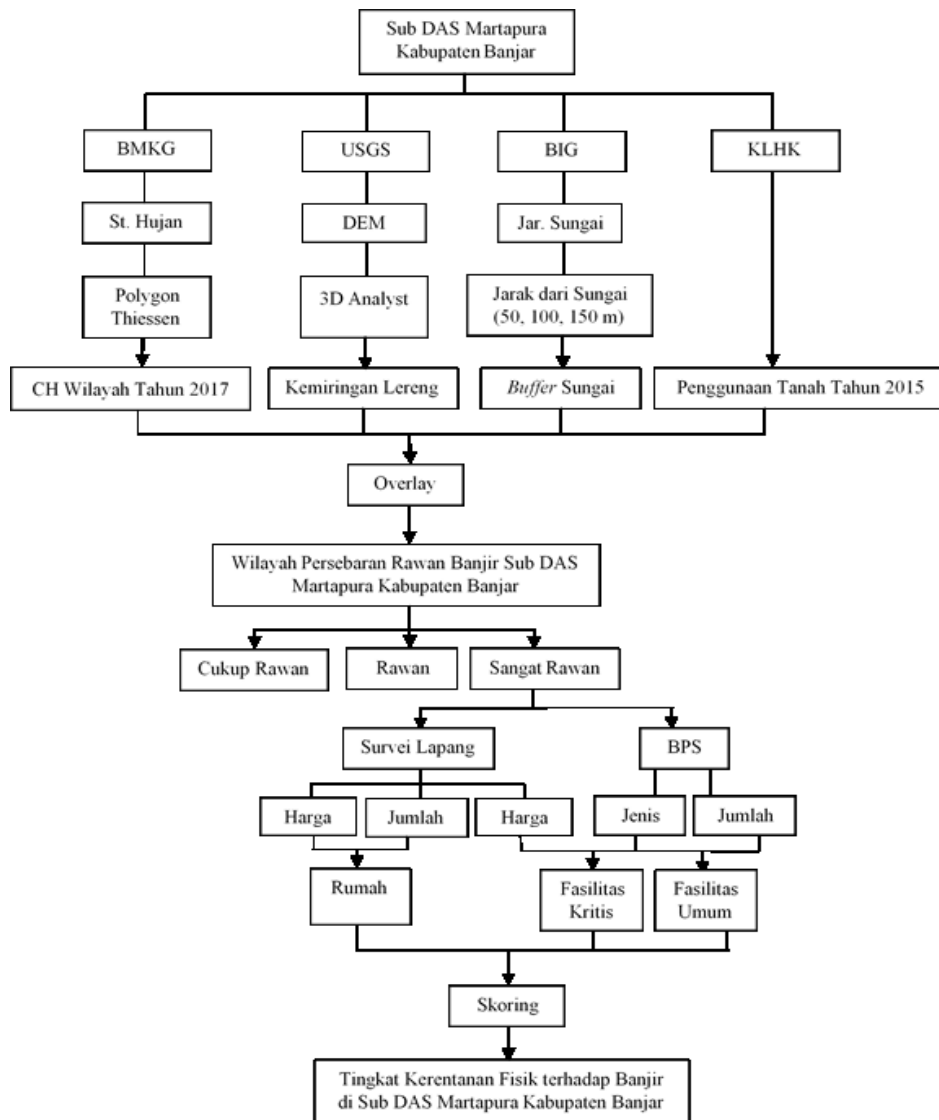 Sub DAS Martapura
Kabupaten Banjar
BMKG
USGS
BIG
KLHK
St. Hujan
DEM
Jar. Sungai
Polygon
Thiessen
3D Analyst
Jarak dari Sungai
(50, 100, 150 m)
CH Wilayah Tahun 2017
Kemiringan Lereng
Buffer Sungai
Penggunaan Tanah Tahun 2015
Overlay
Wilayah Persebaran Rawan Banjir Sub DAS
Martapura Kabupaten Banjar
Cukup Rawan
Rawan
Sangat Rawan
Survei Lapang
BPS
Harga
Jumlah
Harga
Jenis
Jumlah
Rumah
Fasilitas
Kritis
Fasilitas
Umum
Skoring
Tingkat Kerentanan Fisik terhadap Banjir
di Sub DAS Martapura Kabupaten Banjar